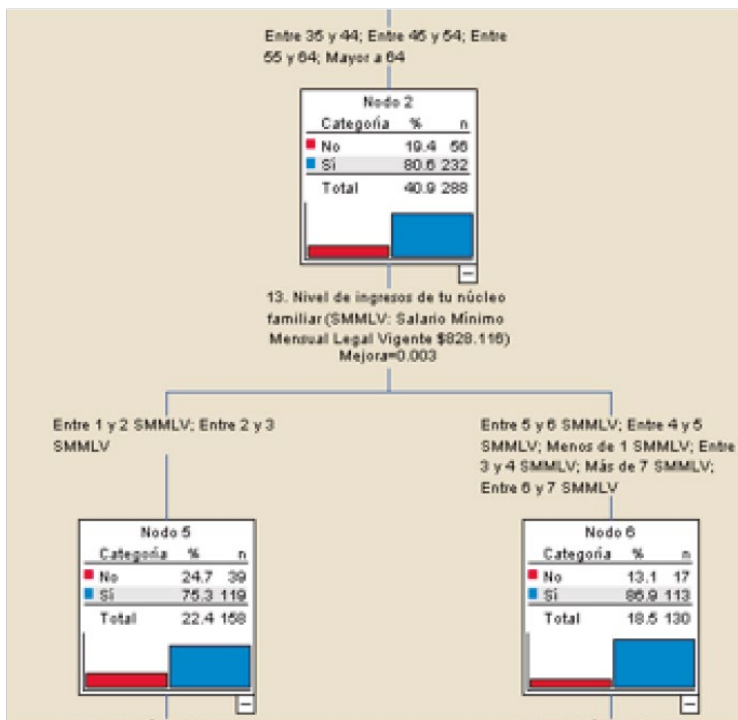 Entre 35 y 44; Entre 45 y 54; Entre
55 y 64; Mayor a 64
Nodo 2
Categoría % n
No 19.4 56
Sí 80.6 232
Total 40.9 288
13. Nivel de ingresos de tu núcleo
familiar (SMMLV: Salario Mínimo
Mensual Legal Vigente $828.116)
Mejora=0.003
Entre 1 y 2 SMMLV; Entre 2 y 3
SMMLV
Entre 5 y 6 SMMLV; Entre 4 y 5
SMMLV; Menos de 1 SMMLV; Entre
3 y 4 SMMLV; Más de 7 SMMLV;
Entre 6 y 7 SMMLV
Nodo 5
Categoría % n
No 24.7 39
Sí 75.3 119
Total 22.4 158
Nodo 6
Categoría % n
No 13.1 17
Sí 86.9 113
Total 18.5 130